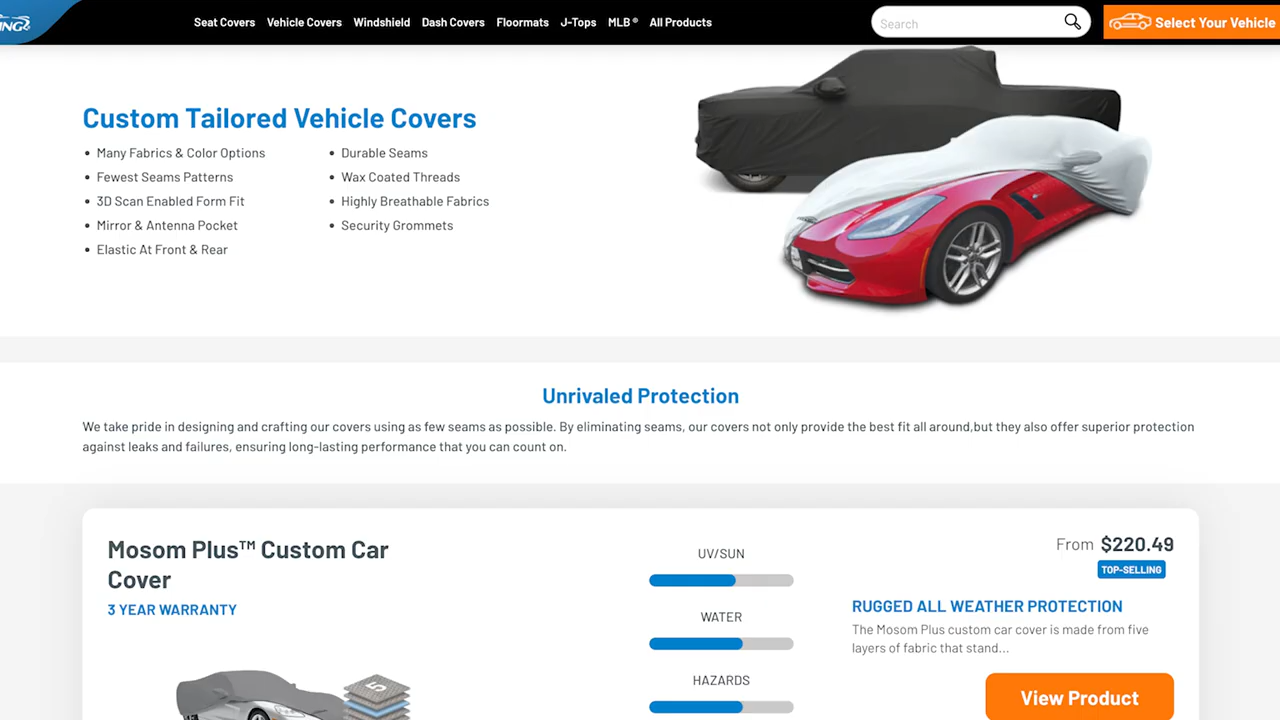 ING
Seat Covers Vehicle Covers Windshield Dash Covers Floormats J-Tops MLB® All Products
Search
Select Your Vehicle
Custom Tailored Vehicle Covers
• Many Fabrics & Color Options
• Fewest Seams Patterns
• 3D Scan Enabled Form Fit
• Mirror & Antenna Pocket
• Elastic At Front & Rear
• Durable Seams
• Wax Coated Threads
• Highly Breathable Fabrics
• Security Grommets
Unrivaled Protection
We take pride in designing and crafting our covers using as few seams as possible. By eliminating seams, our covers not only provide the best fit all around,but they also offer superior protection
against leaks and failures, ensuring long-lasting performance that you can count on.
Mosom Plus™ Custom Car
Cover
3 YEAR WARRANTY
5
UV/SUN
WATER
HAZARDS
From $220.49
TOP-SELLING
RUGGED ALL WEATHER PROTECTION
The Mosom Plus custom car cover is made from five
layers of fabric that stand...
View Product